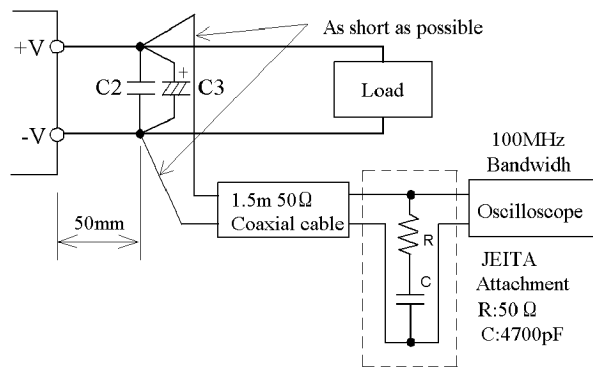 As short as possible
+V
C2
+
C3
Load
-V
100MHz
Bandwidh
50mm
1.5m 50Ω
Coaxial cable
Oscilloscope
R
C
JEITA
Attachment
R:50 Ω
C:4700pF